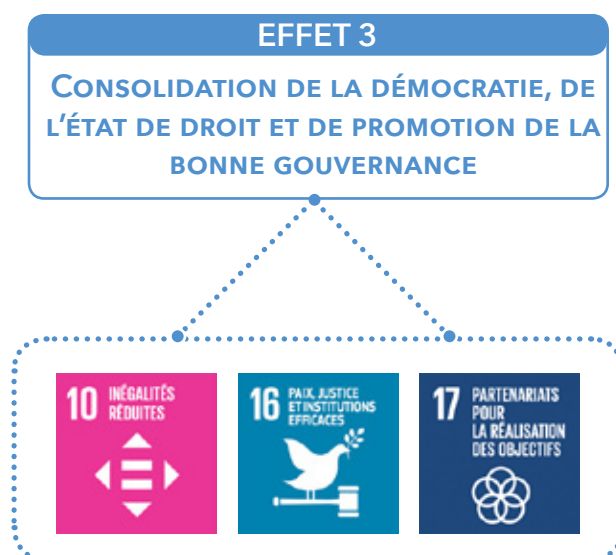 EFFET 3
CONSOLIDATION DE LA DÉMOCRATIE, DE
L'ÉTAT DE DROIT ET DE PROMOTION DE LA
BONNE GOUVERNANCE
10 INÉGALITÉS
RÉDUITES
16 PAIX, JUSTICE
ET INSTITUTIONS
EFFICACES
17 PARTENARIATS
POUR
LA RÉALISATION
DES OBJECTIFS